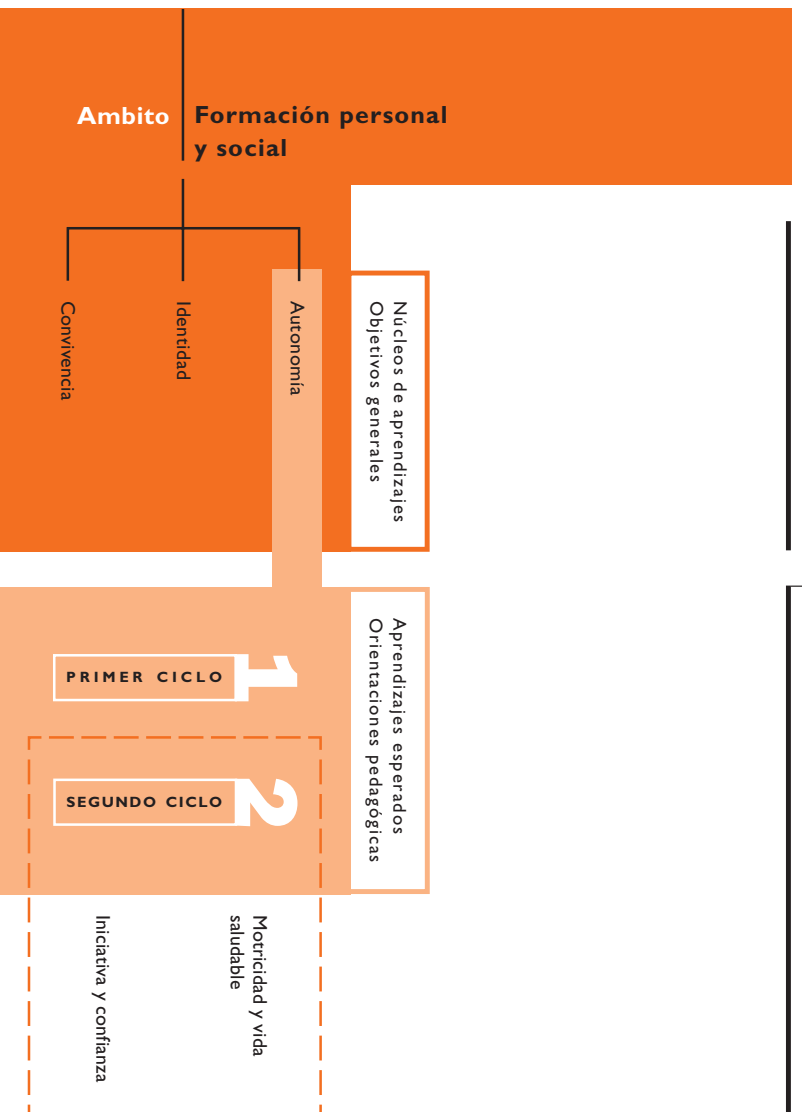 Ambito
Formación personal
y social
Convivencia
Identidad
Autonomía
Núcleos de aprendizajes
Objetivos generales
1
PRIMER CICLO
2
SEGUNDO CICLO
Aprendizajes esperados
Orientaciones pedagógicas
Iniciativa y confianza
Motricidad y vida
saludable